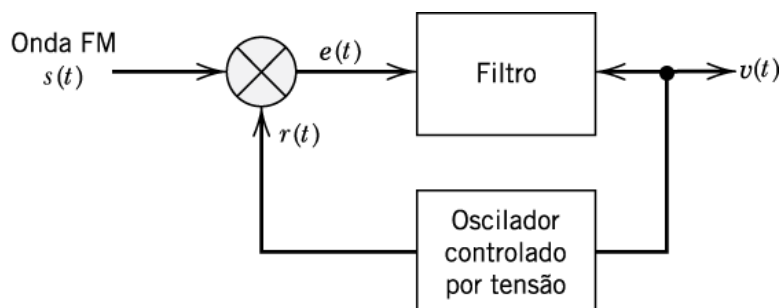 Onda FM
s(t)
e(t)
Filtro
v(t)
r(t)
Oscilador
controlado
por tensão